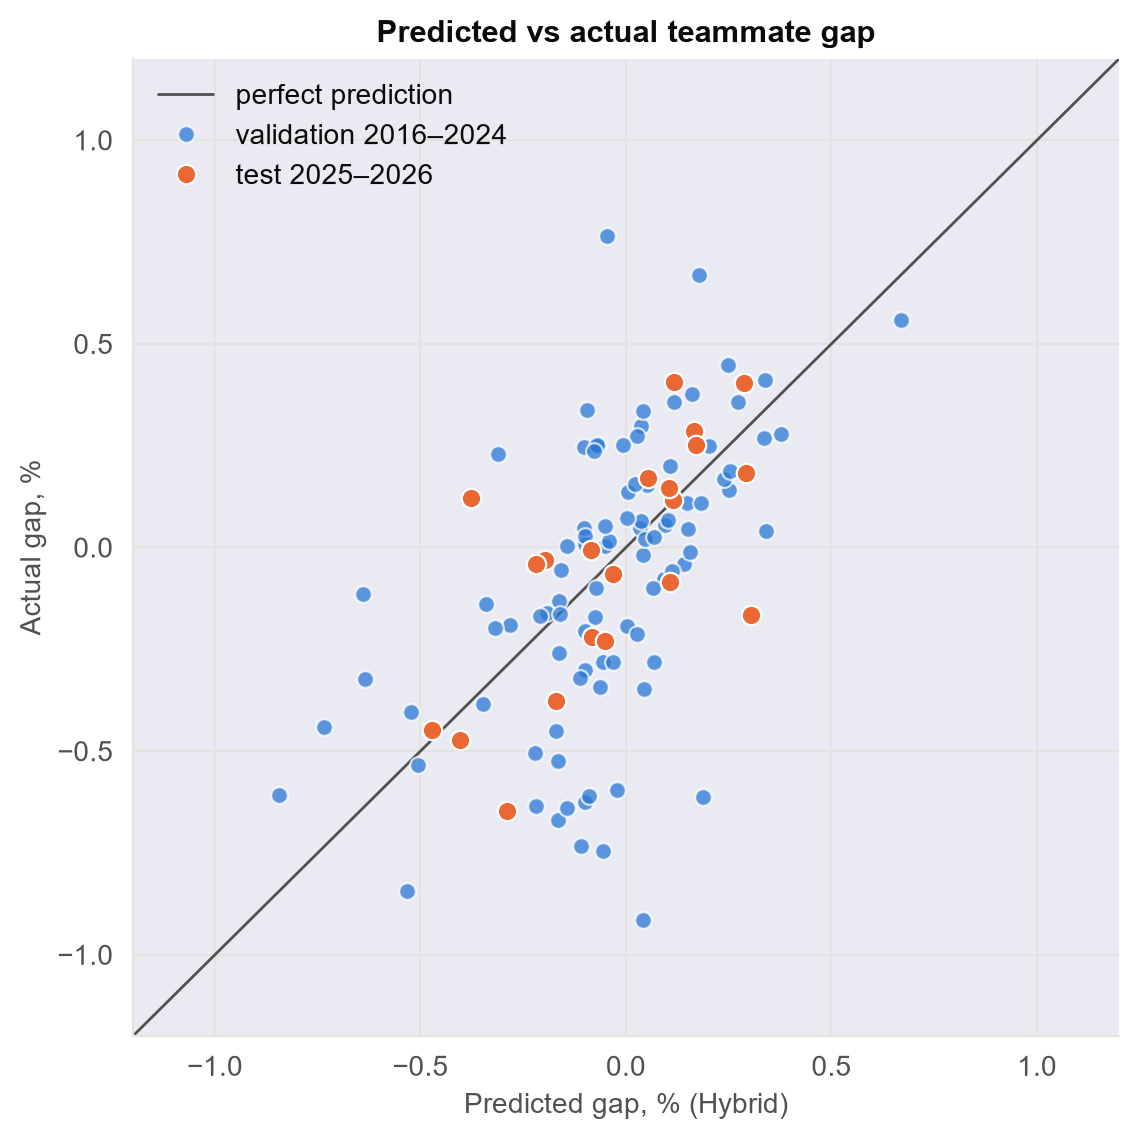 Predicted vs actual teammate gap
perfect prediction
validation 2016–2024
test 2025–2026
1.0
0.5
0.0
−0.5
−1.0
Actual gap, %
−1.0
−0.5
0.0
0.5
1.0
Predicted gap, % (Hybrid)